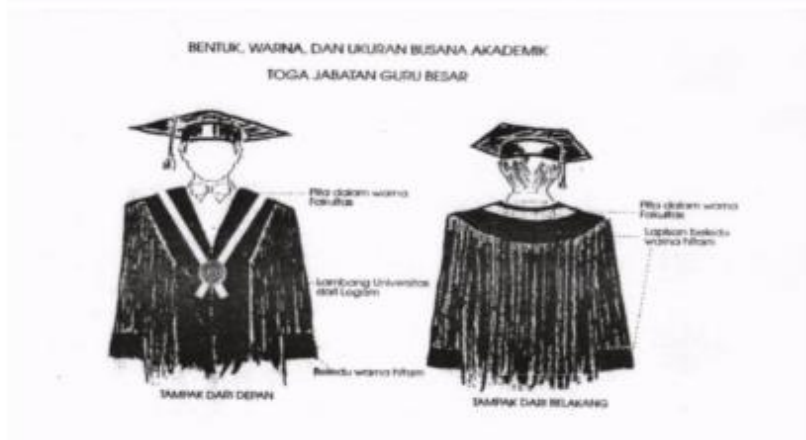 BENTUK, WARNA, DAN UKURAN BUSANA AKADEMIK
TOGA JABATAN GURU BESAR
Pita dalam warna
Fakultas
Lambang Universitas
dari Logam
Beledu warna hitam
TAMPAK DARI DEPAN
Pita dalam warna
Fakultas
Lapisan beledu
warna hitam
TAMPAK DARI BELAKANG